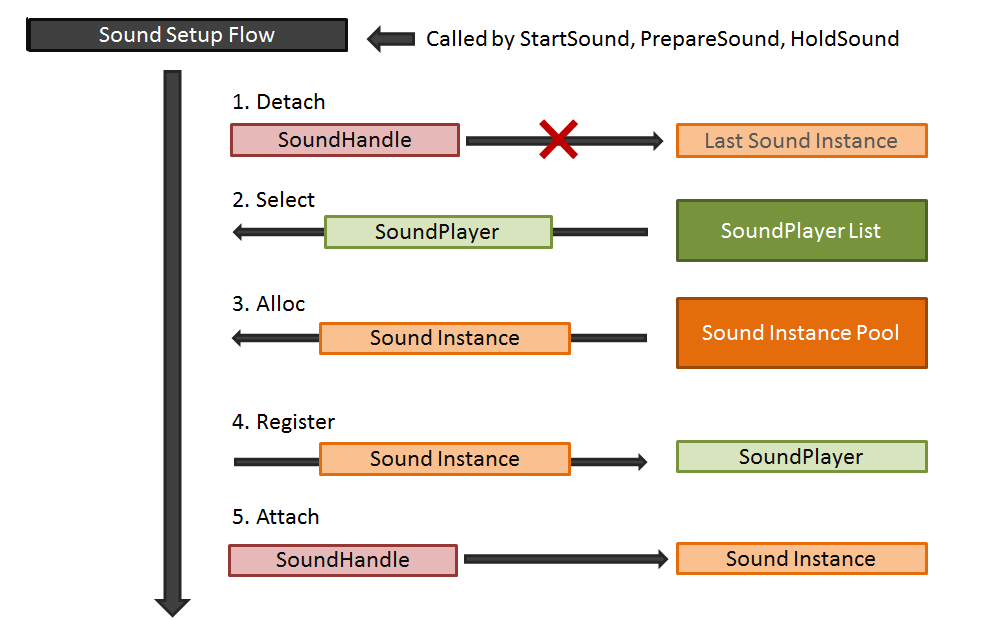 Sound Setup Flow
Called by StartSound, PrepareSound, HoldSound
1. Detach
SoundHandle
Last Sound Instance
2. Select
SoundPlayer
SoundPlayer List
3. Alloc
Sound Instance
Sound Instance Pool
4. Register
Sound Instance
SoundPlayer
5. Attach
SoundHandle
Sound Instance